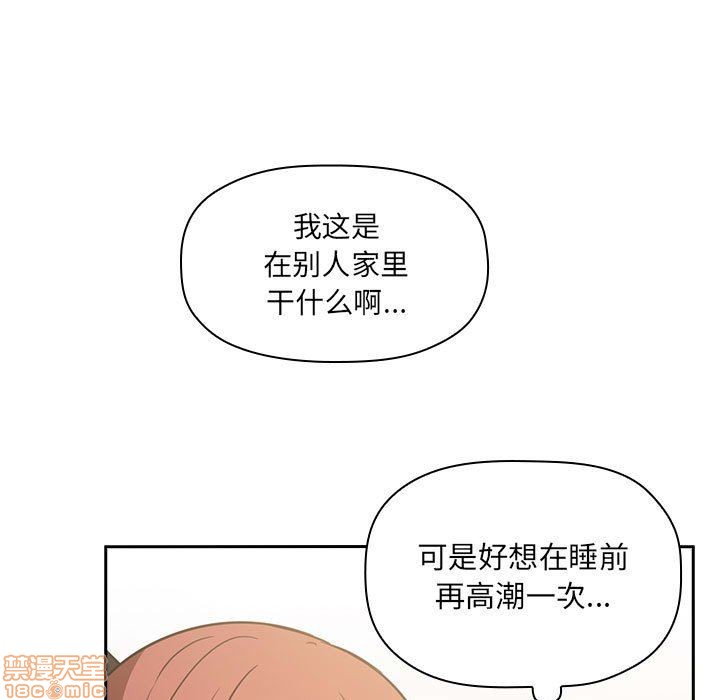 我这是
在别人家里
干什么啊...
可是好想在睡前
再高潮一次...
禁漫天堂
18comic